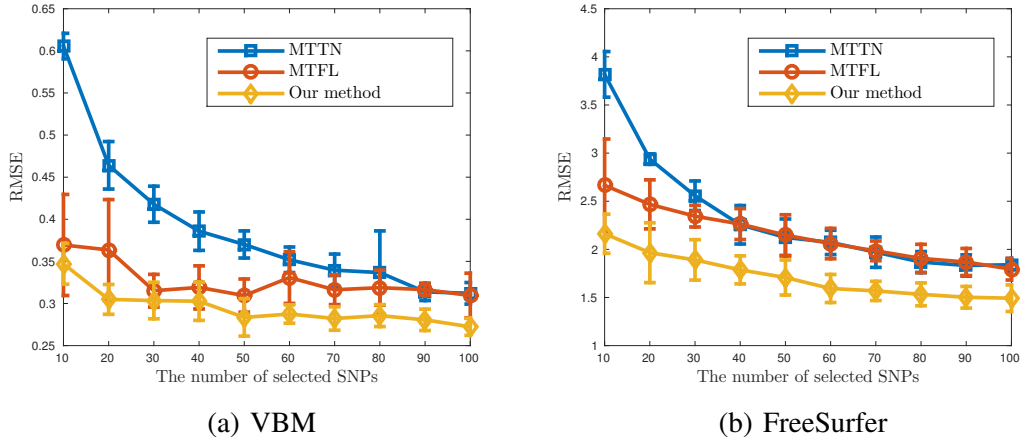 0.65
0.6
0.55
0.5
0.45
0.4
0.35
0.3
0.25
RMSE
MTTN
MTFL
Our method
10 20 30 40 50 60 70 80 90 100
The number of selected SNPs
(a) VBM
4.5
4
3.5
3
2.5
2
1.5
1
RMSE
MTTN
MTFL
Our method
10 20 30 40 50 60 70 80 90 100
The number of selected SNPs
(b) FreeSurfer